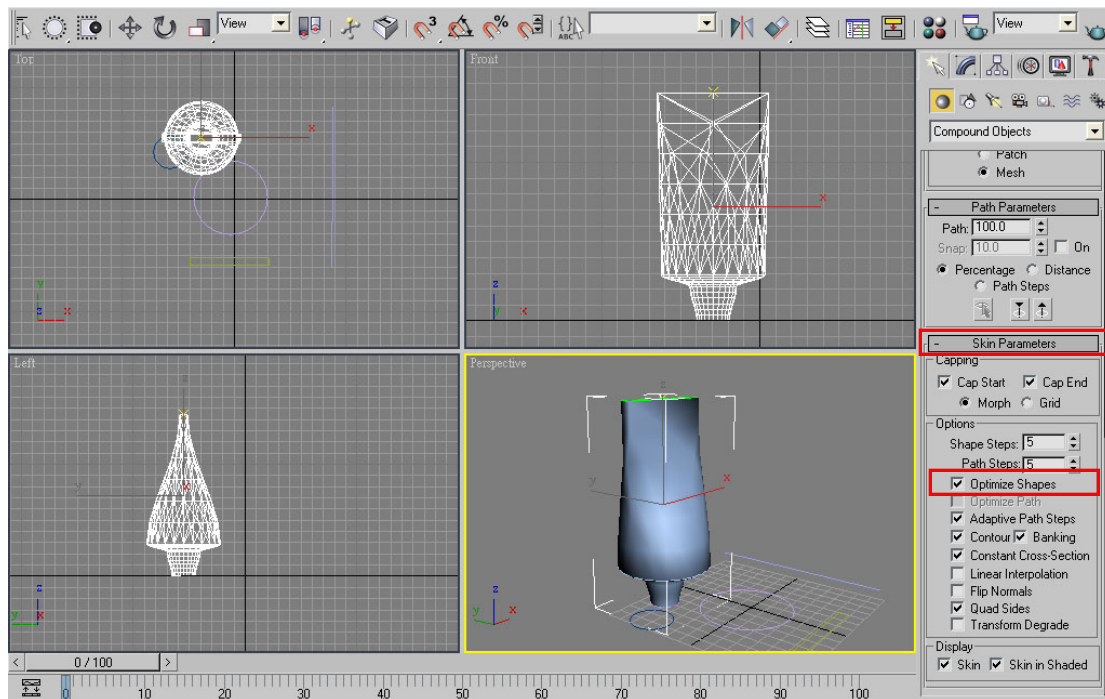 View
3
%
{}
ABC
View
Top
x
y
z
x
Front
x
z
y
x
Left
z
y
x
z
y
x
Perspective
z
y
x
z
y
x
Compound Objects
Patch
Mesh
- Path Parameters
Path: 100.0
Snap: 10.0 On
Percentage Distance
Path Steps
- Skin Parameters
Capping
Cap Start Cap End
Morph Grid
Options
Shape Steps: 5
Path Steps: 5
Optimize Shapes
Optimize Path
Adaptive Path Steps
Contour Banking
Constant Cross-Section
Linear Interpolation
Flip Normals
Quad Sides
Transform Degrade
Display
Skin Skin in Shaded
< 0 / 100 >
0 10 20 30 40 50 60 70 80 90 100